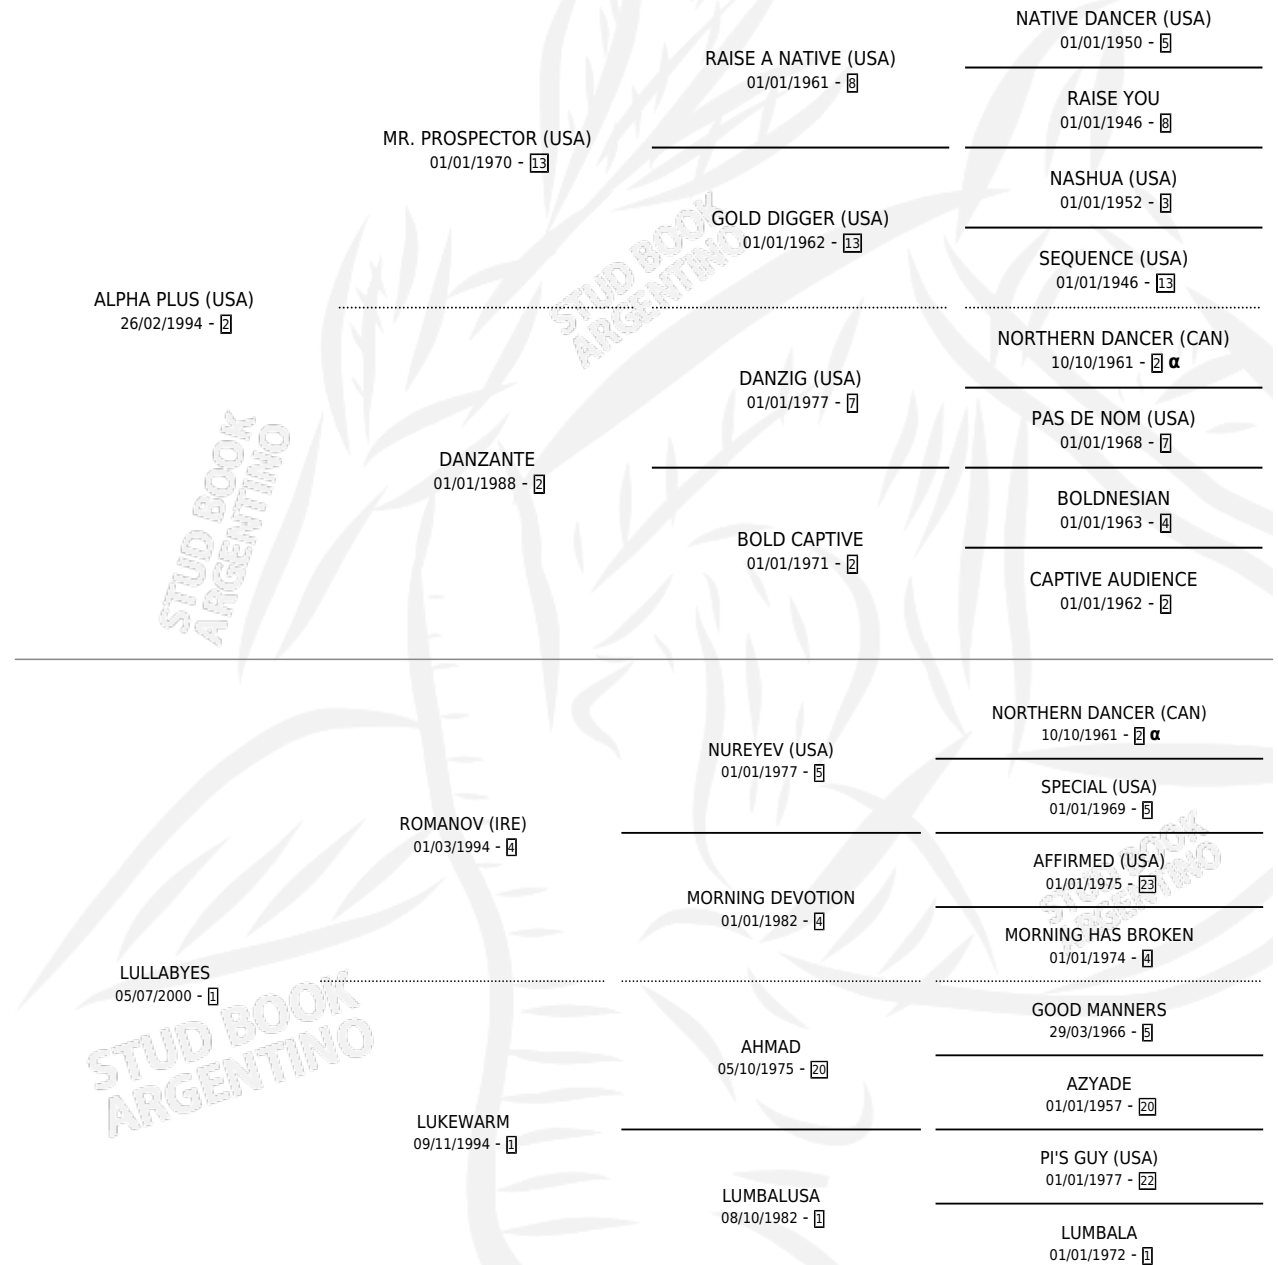 NATIVE DANCER (USA)
01/01/1950 - 5
RAISE A NATIVE (USA)
01/01/1961 - 8
RAISE YOU
01/01/1946 - 8
MR. PROSPECTOR (USA)
01/01/1970 - 13
NASHUA (USA)
01/01/1952 - 3
GOLD DIGGER (USA)
01/01/1962 - 13
SEQUENCE (USA)
01/01/1946 - 13
ALPHA PLUS (USA)
26/02/1994 - 2
NORTHERN DANCER (CAN)
10/10/1961 - 2 α
DANZIG (USA)
01/01/1977 - 7
PAS DE NOM (USA)
01/01/1968 - 7
DANZANTE
01/01/1988 - 2
BOLDNESIAN
01/01/1963 - 4
BOLD CAPTIVE
01/01/1971 - 2
CAPTIVE AUDIENCE
01/01/1962 - 2
NORTHERN DANCER (CAN)
10/10/1961 - 2 α
NUREYEV (USA)
01/01/1977 - 5
SPECIAL (USA)
01/01/1969 - 5
ROMANOV (IRE)
01/03/1994 - 4
AFFIRMED (USA)
01/01/1975 - 23
MORNING DEVOTION
01/01/1982 - 4
MORNING HAS BROKEN
01/01/1974 - 4
LULLABYES
05/07/2000 - 1
GOOD MANNERS
29/03/1966 - 5
AHMAD
05/10/1975 - 20
AZYADE
01/01/1957 - 20
LUKEWARM
09/11/1994 - 1
PI'S GUY (USA)
01/01/1977 - 22
LUMBALUSA
08/10/1982 - 1
LUMBALA
01/01/1972 - 1
STUD BOOK
ARGENTINO
STUD BOOK
ARGENTINO
STUD BOOK
ARGENTINO
STUD BOOK
ARGENTINO